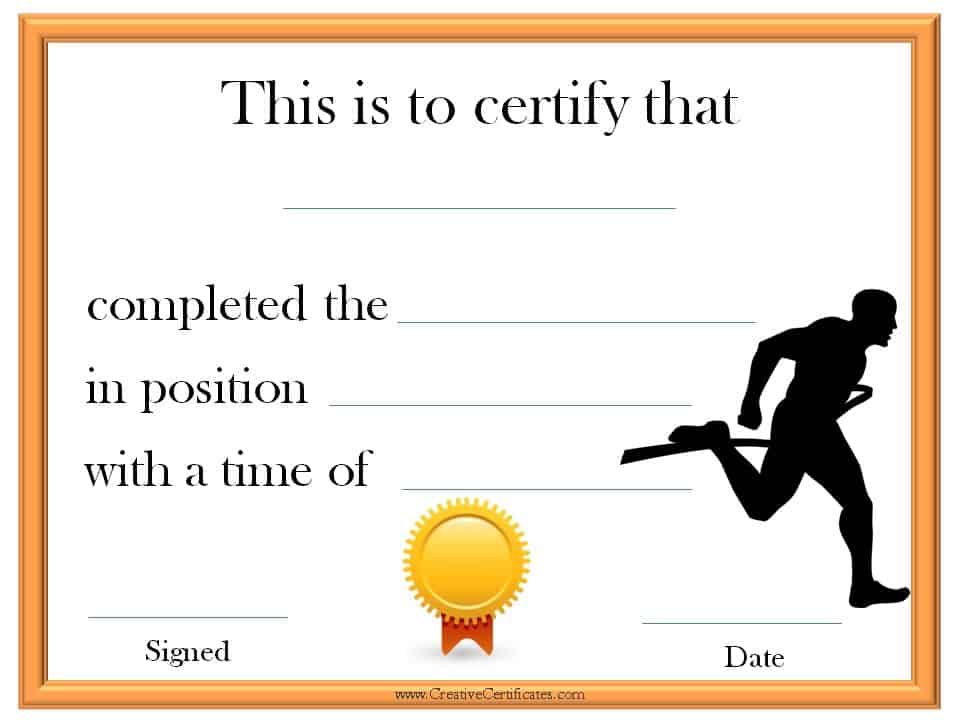 This is to certify that
completed the
in position
with a time of
Signed
Date
www.CreativeCertificates.com